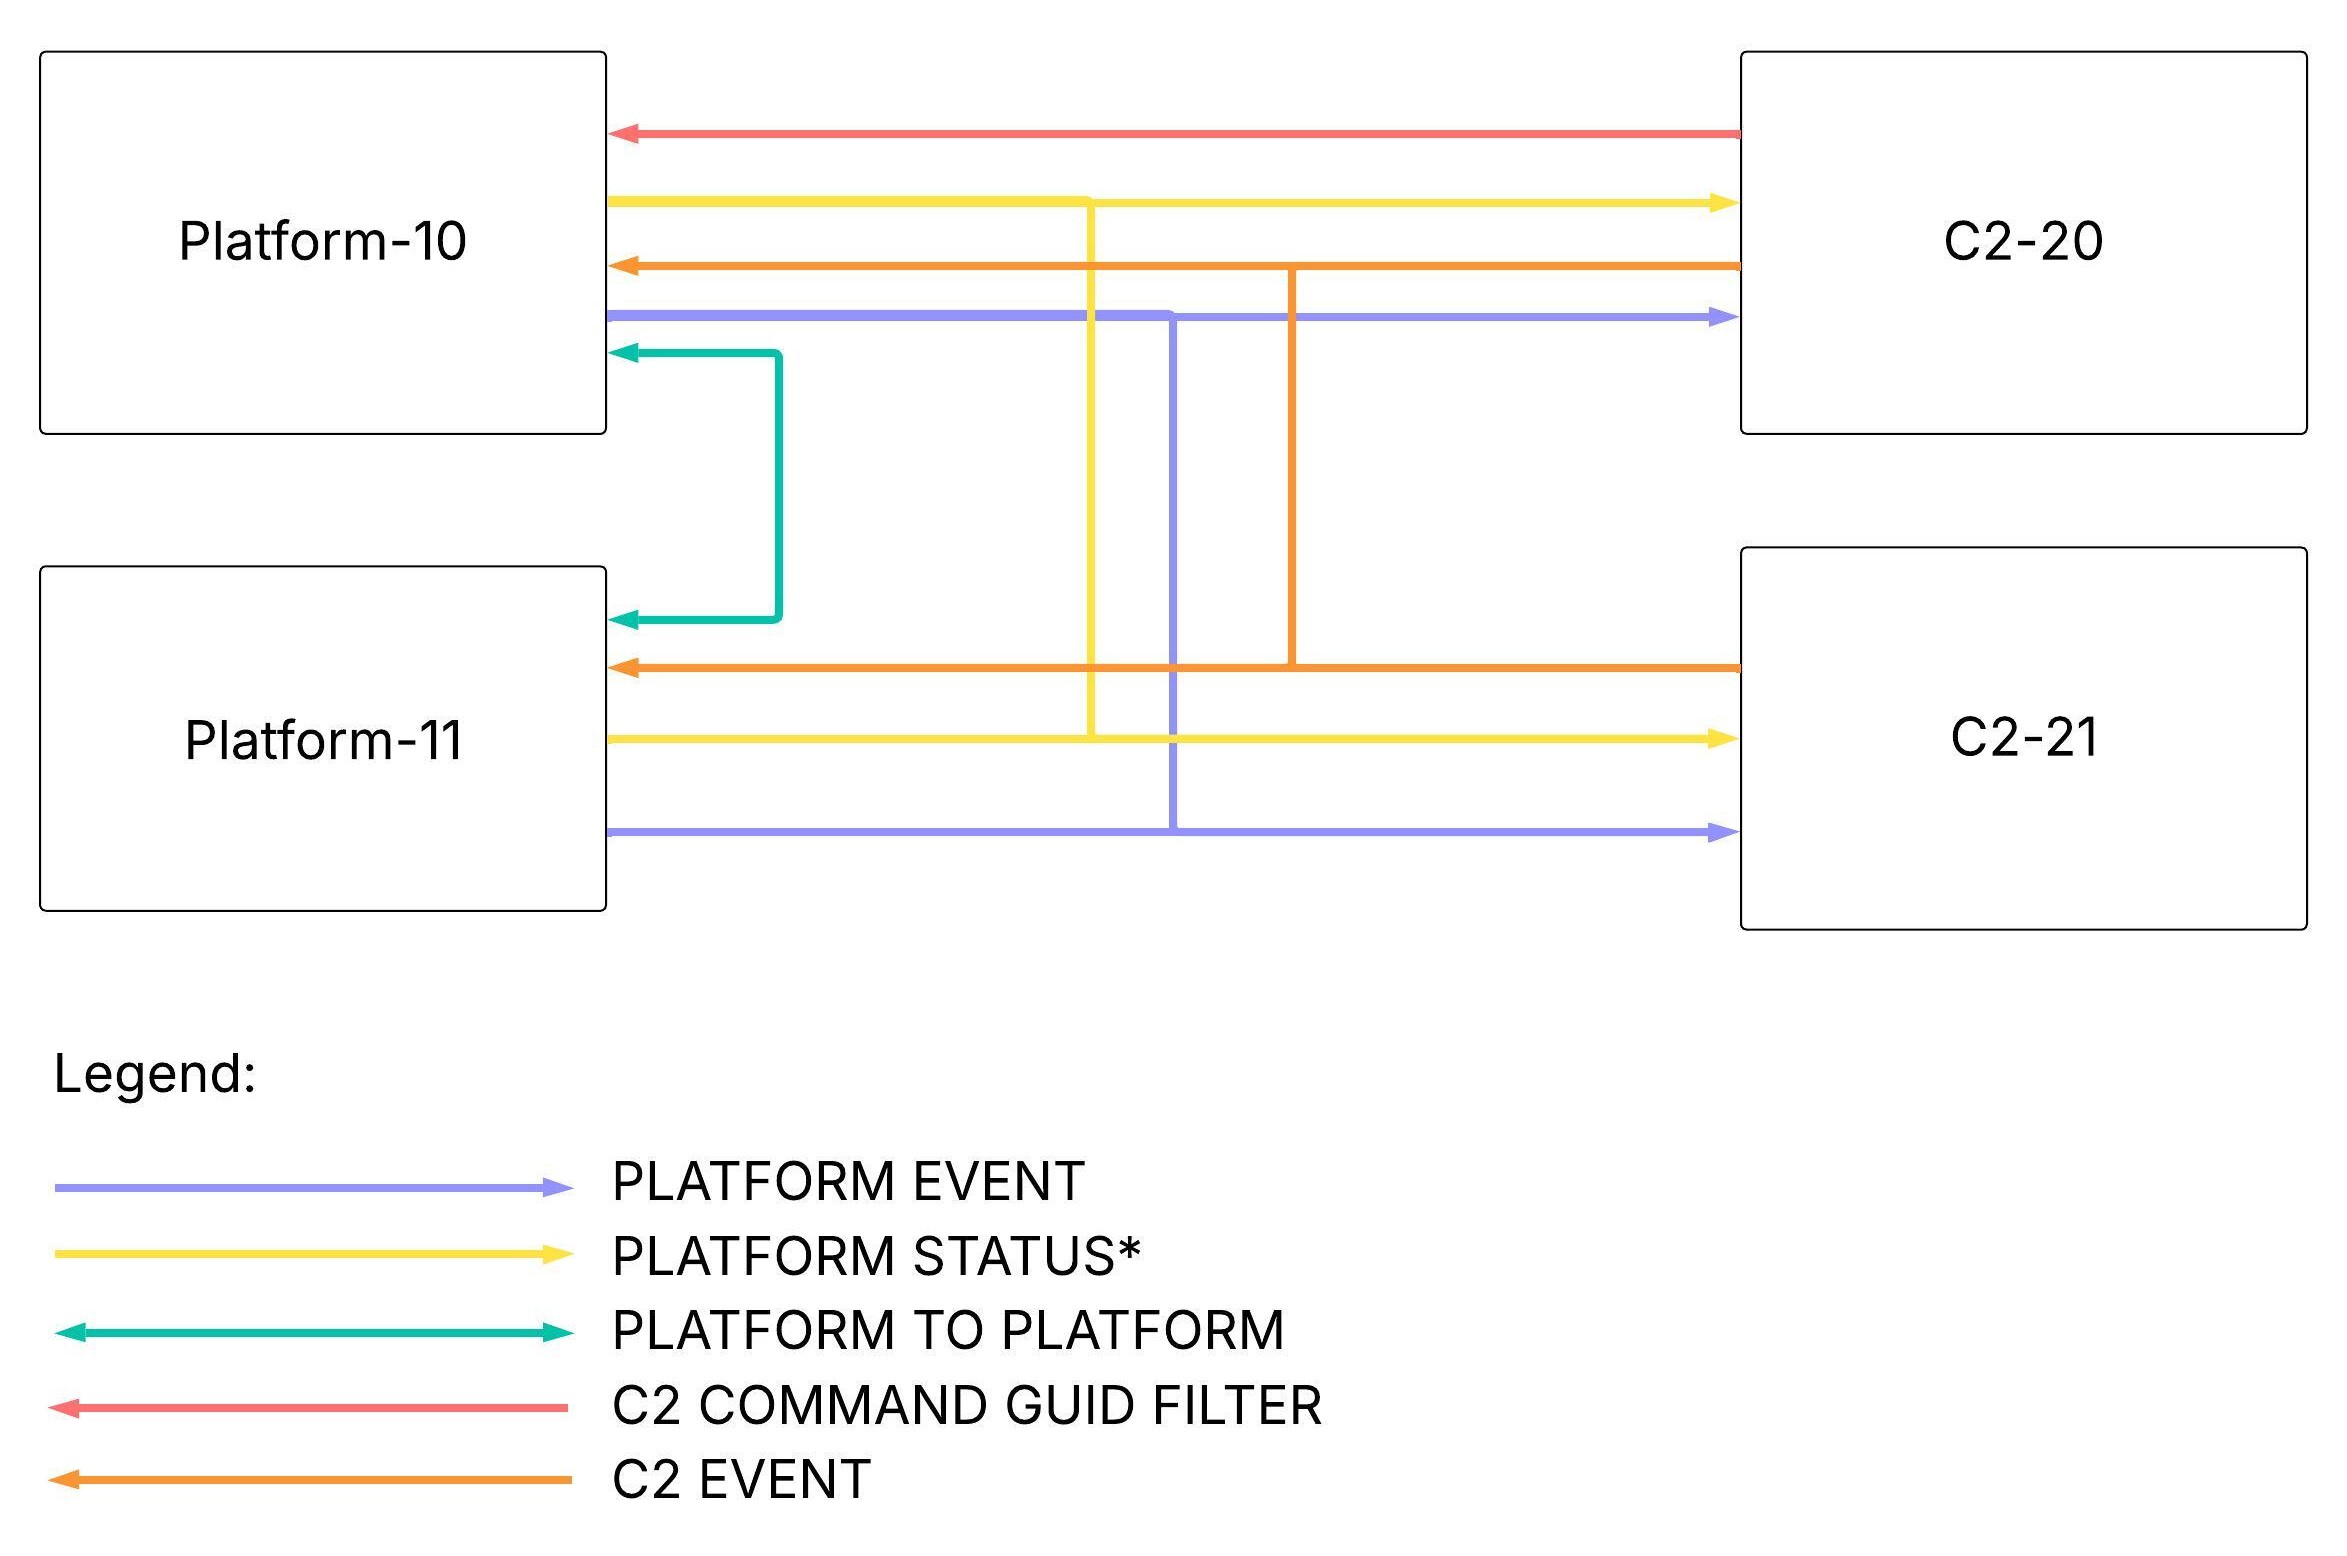 Platform-10
C2-20
Platform-11
C2-21
Legend:
PLATFORM EVENT
PLATFORM STATUS*
PLATFORM TO PLATFORM
C2 COMMAND GUID FILTER
C2 EVENT